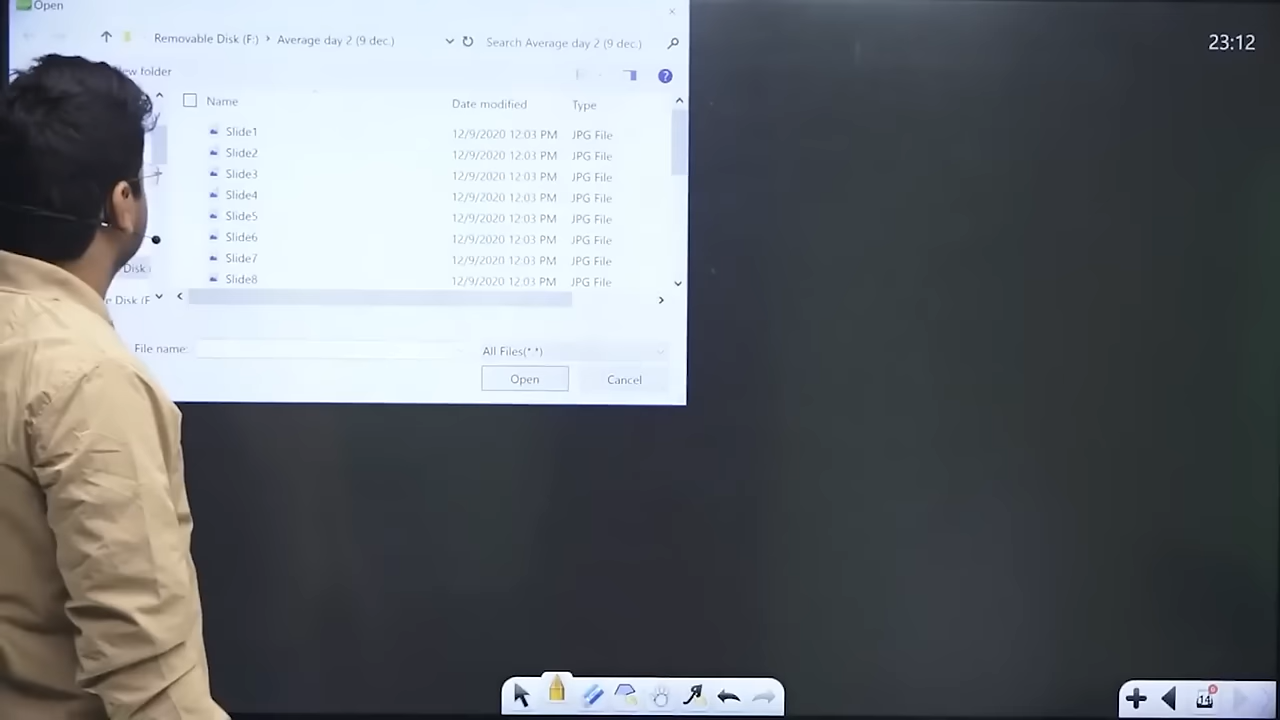 Open
Removable Disk (F:) > Average day 2 (9 dec.)
Search Average day 2 (9 dec.)
23:12
folder
?
Name Date modified Type
Slide1 12/9/2020 12:03 PM JPG File
Slide2 12/9/2020 12:03 PM JPG File
Slide3 12/9/2020 12:03 PM JPG File
Slide4 12/9/2020 12:03 PM JPG File
Slide5 12/9/2020 12:03 PM JPG File
Slide6 12/9/2020 12:03 PM JPG File
Slide7 12/9/2020 12:03 PM JPG File
Slide8 12/9/2020 12:03 PM JPG File
Disk
Disk (F
File name:
All Files(*.*)
Open Cancel
14